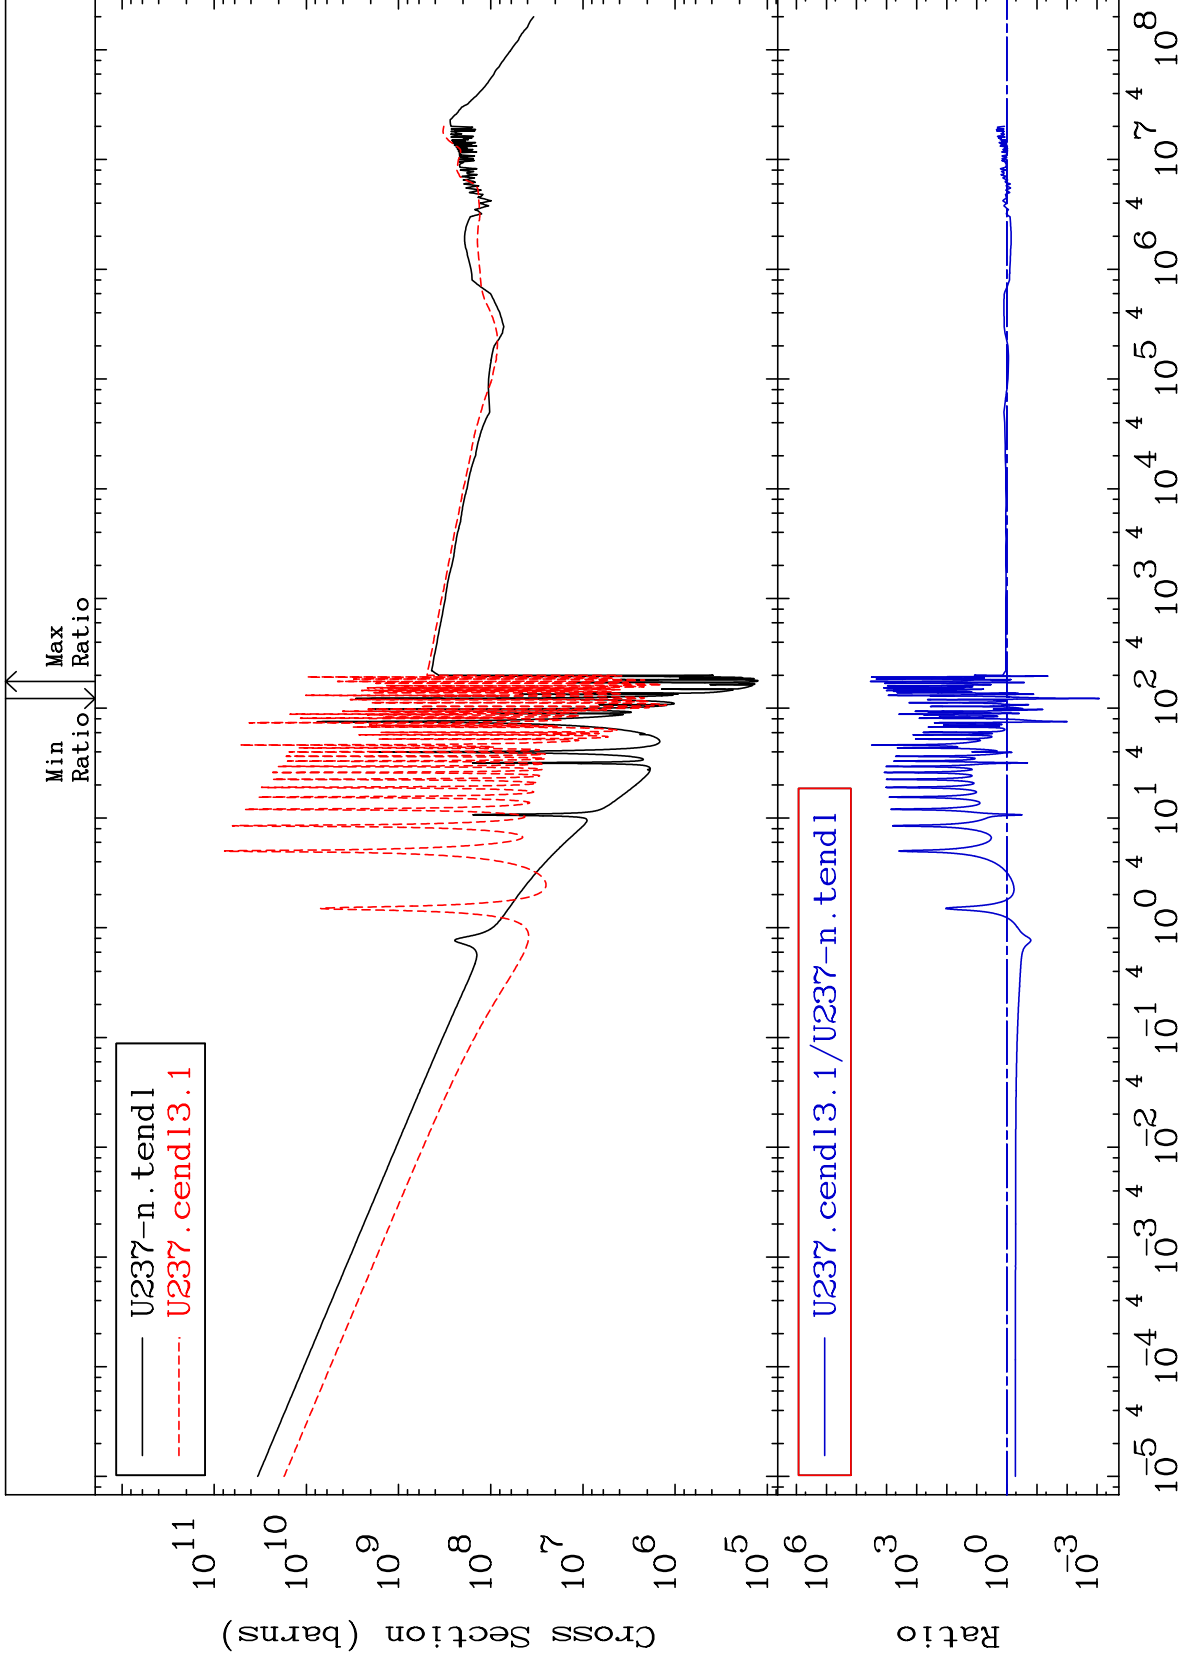 Min
Ratio
Max
Ratio
U237-n.tendl
U237.cendl3.1
Cross Section (barns)
10^11
10^10
10^9
10^8
10^7
10^6
10^5
U237.cendl3.1/U237-n.tendl
Ratio
10^6
10^3
10^0
10^-3
10^-5 4 10^-4 4 10^-3 4 10^-2 4 10^-1 4 10^0 4 10^1 4 10^2 4 10^3 4 10^4 4 10^5 4 10^6 4 10^7 4 10^8